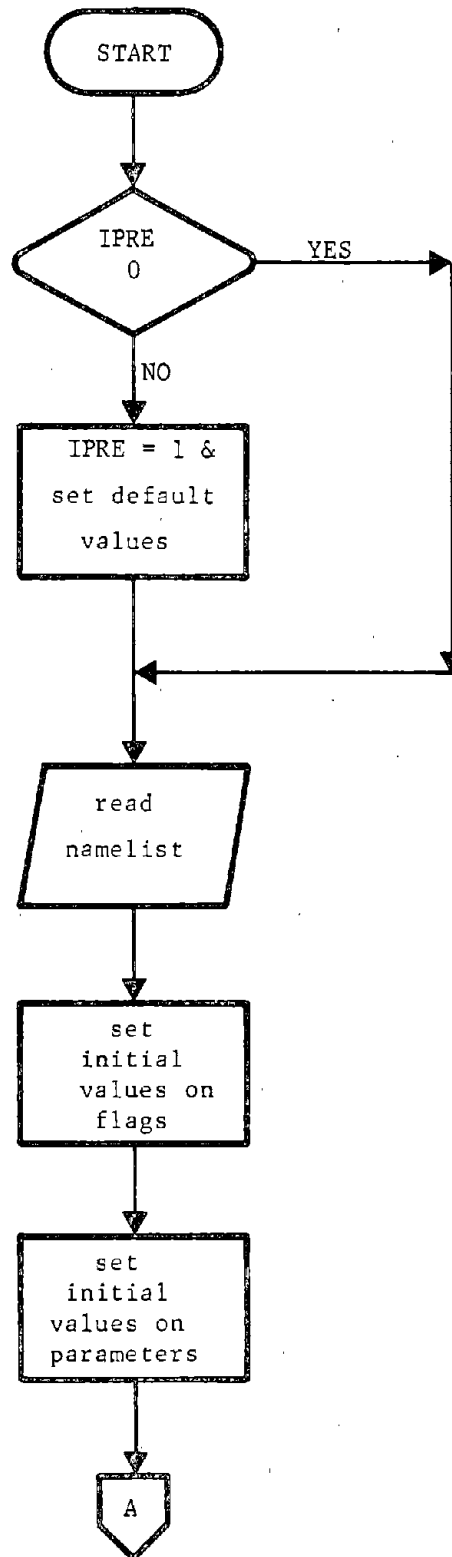 START
IPRE
0
YES
NO
IPRE = 1 &
set default
values
read
namelist
set
initial
values on
flags
set
initial
values on
parameters
A